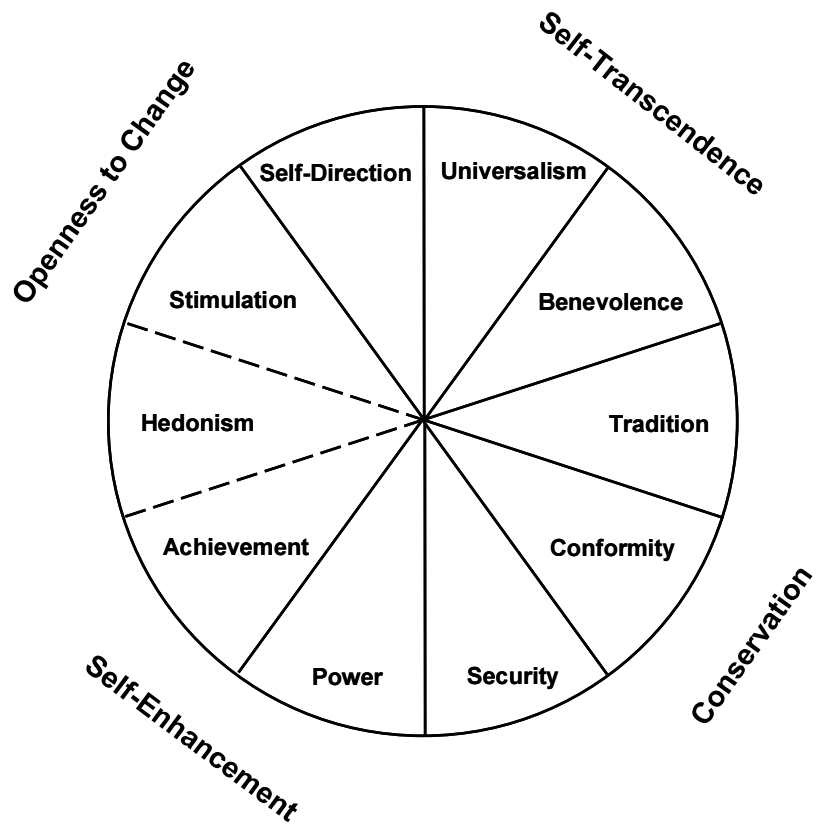 Self-Transcendence
Openness to Change
Self-Direction
Universalism
Stimulation
Benevolence
Hedonism
Tradition
Achievement
Conformity
Power
Security
Conservation
Self-Enhancement